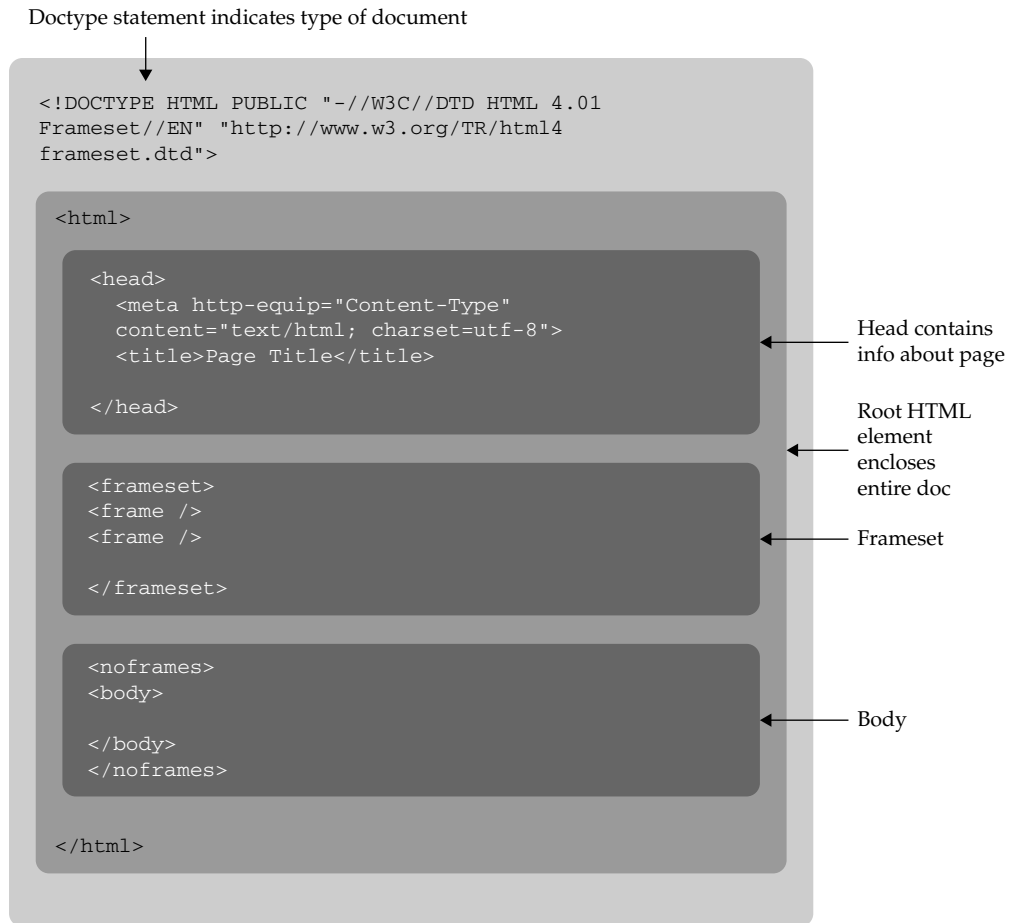 Doctype statement indicates type of document
<!DOCTYPE HTML PUBLIC "-//W3C//DTD HTML 4.01
Frameset//EN" "http://www.w3.org/TR/html4
frameset.dtd">
<html>
<head>
<meta http-equip="Content-Type"
content="text/html; charset=utf-8">
<title>Page Title</title>
</head>
Head contains
info about page
Root HTML
element
encloses
entire doc
<frameset>
<frame />
<frame />
</frameset>
Frameset
<noframes>
<body>
</body>
</noframes>
Body
</html>